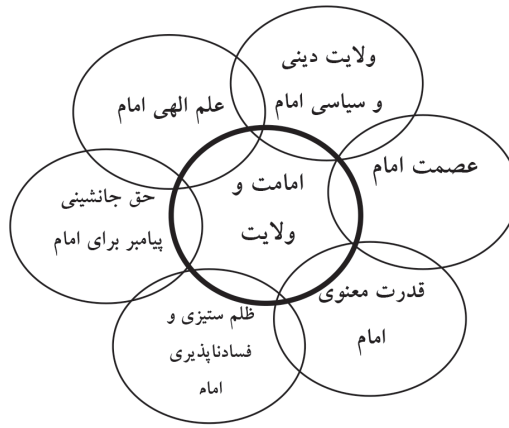 ولایت دینی
و سیاسی امام
علم الهی امام
عصمت امام
امامت و
ولایت
حق جانشینی
پیامبر برای امام
قدرت معنوی
امام
ظلم ستیزی و
فسادناپذیری
امام